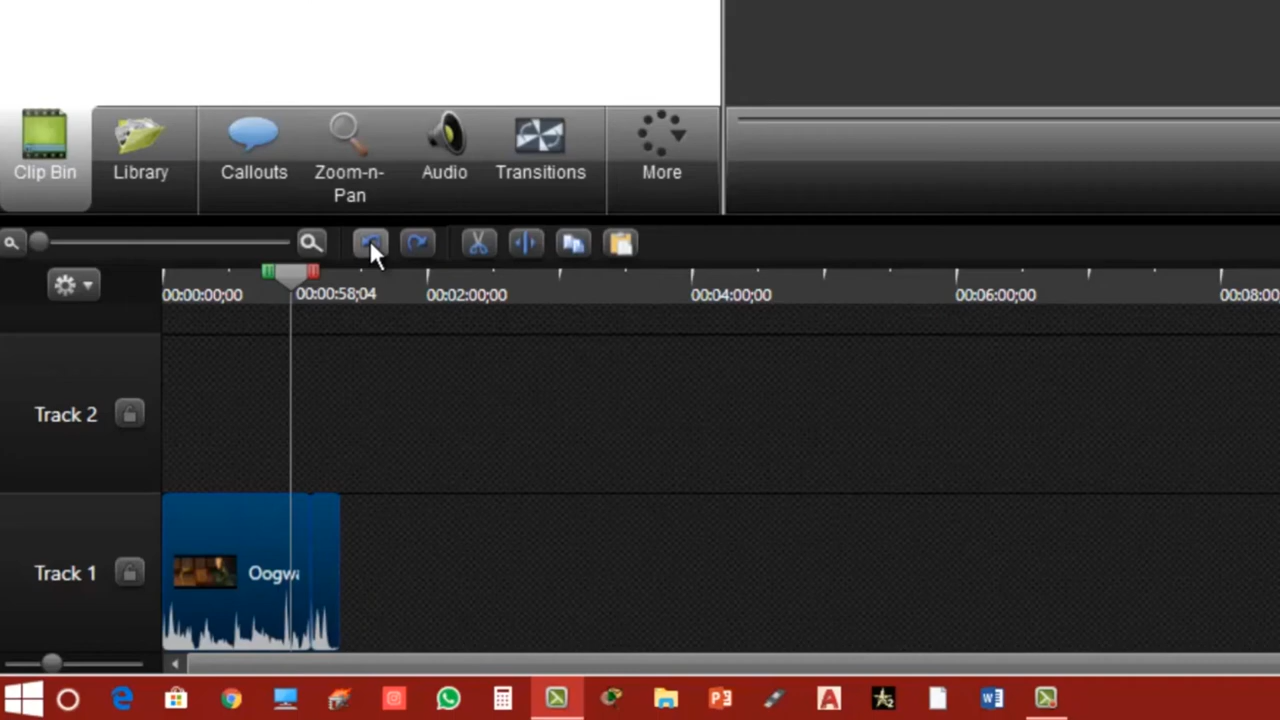 Clip Bin
Library
Callouts
Zoom-n-
Pan
Audio
Transitions
More
00:00:00;00
00:00:58;04
00:02:00;00
00:04:00;00
00:06:00;00
00:08:00
Track 2
Track 1
Oogwa